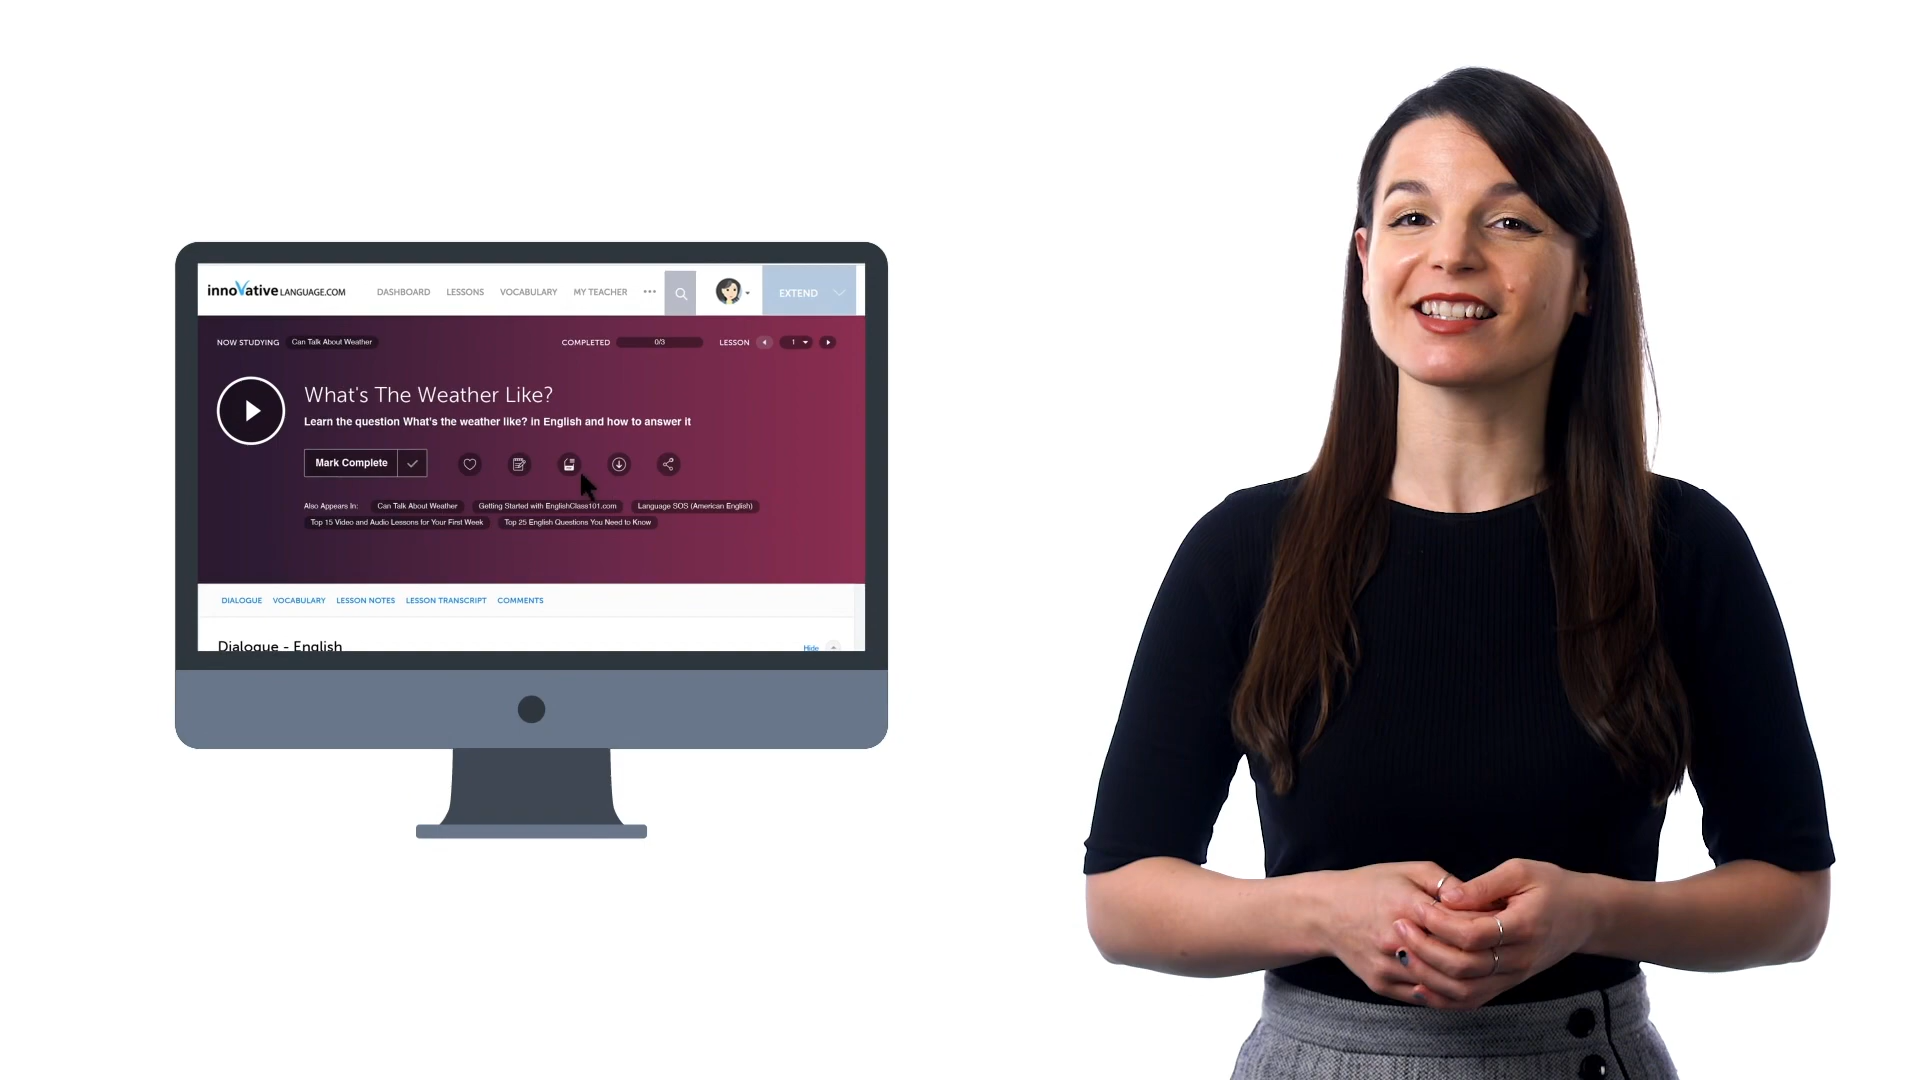 innoVative LANGUAGE.COM DASHBOARD LESSONS VOCABULARY MY TEACHER ••• EXTEND
NOW STUDYING Can Talk About Weather COMPLETED 0/3 LESSON 1
What's The Weather Like?
Learn the question What's the weather like? in English and how to answer it
Mark Complete
Also Appears In: Can Talk About Weather Getting Started with EnglishClass101.com Language SOS (American English)
Top 15 Video and Audio Lessons for Your First Week Top 25 English Questions You Need to Know
DIALOGUE VOCABULARY LESSON NOTES LESSON TRANSCRIPT COMMENTS
Dialogue - English Hide